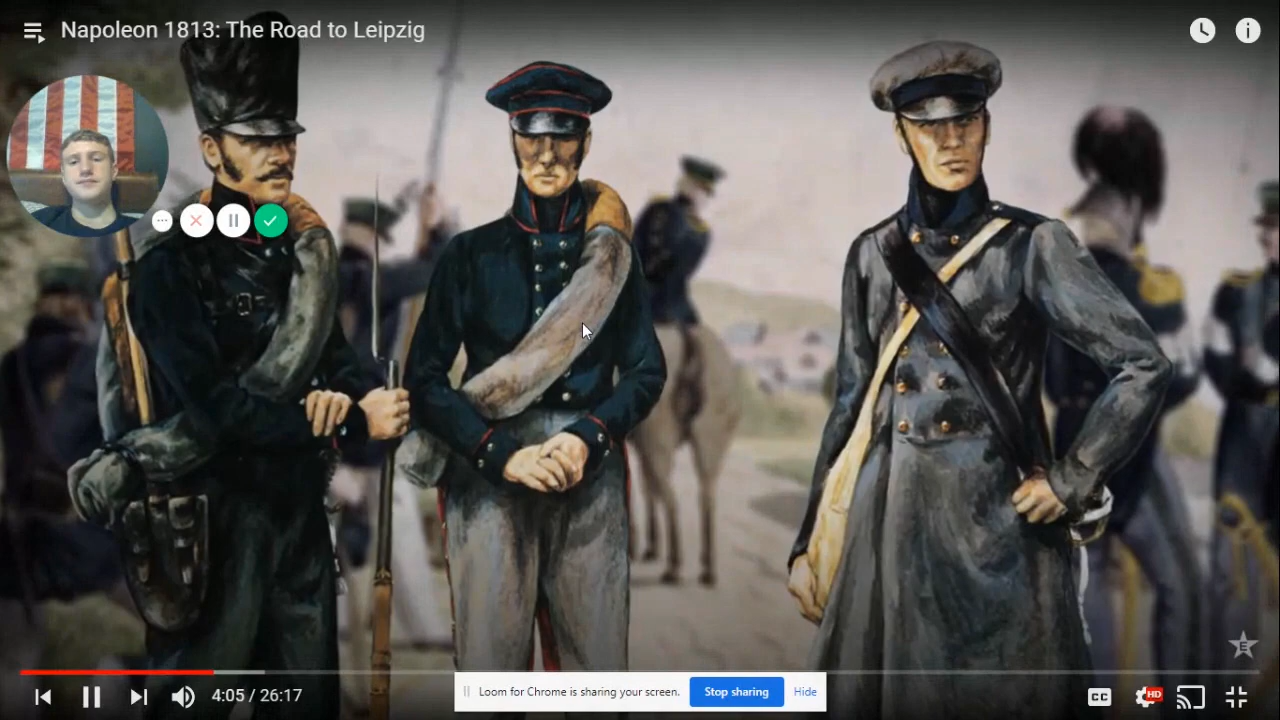 Napoleon 1813: The Road to Leipzig
4:05 / 26:17
Loom for Chrome is sharing your screen.
Stop sharing
Hide
CC
HD
E